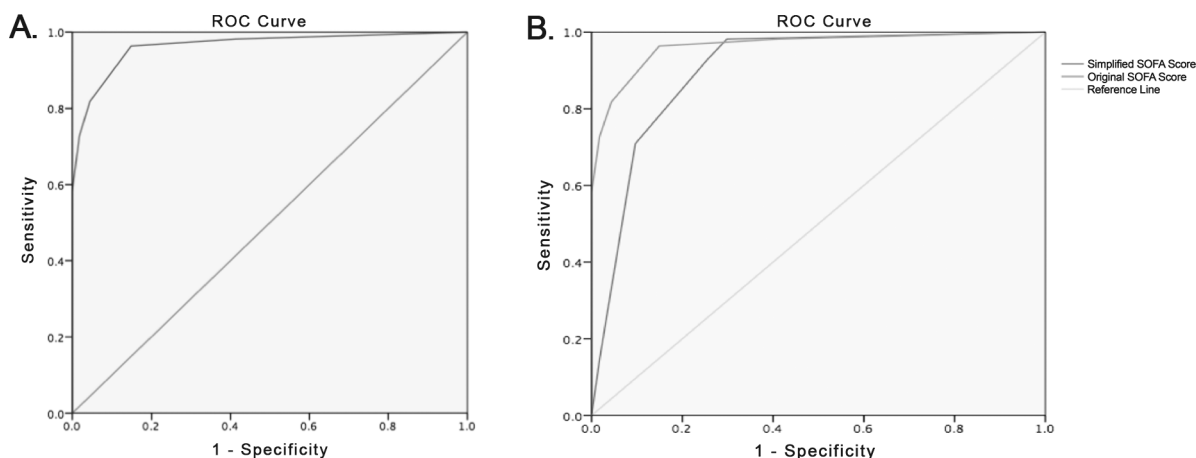 A.
ROC Curve
1.0
0.8
0.6
0.4
0.2
0.0
Sensitivity
0.0 0.2 0.4 0.6 0.8 1.0
1 - Specificity
B.
ROC Curve
1.0
0.8
0.6
0.4
0.2
0.0
Sensitivity
0.0 0.2 0.4 0.6 0.8 1.0
1 - Specificity
Simplified SOFA Score
Original SOFA Score
Reference Line